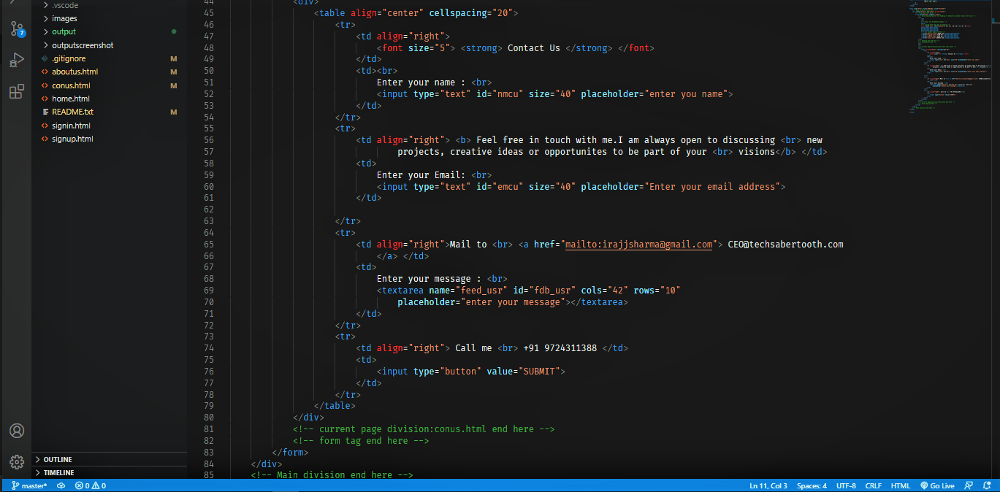 .vscode
images
output
outputscreenshot
.gitignore M
aboutus.html M
conus.html M
home.html
README.txt M
signin.html
signup.html
7
OUTLINE
TIMELINE
44 <div>
45 <table align="center" cellspacing="20">
46 <tr>
47 <td align="right">
48 <font size="5"> <strong> Contact Us </strong> </font>
49 </td>
50 <td><br>
51 Enter your name : <br>
52 <input type="text" id="nmcu" size="40" placeholder="enter you name">
53 </td>
54 </tr>
55 <tr>
56 <td align="right"> <b> Feel free in touch with me.I am always open to discussing <br> new
57 projects, creative ideas or opportunites to be part of your <br> visions</b> </td>
58 <td>
59 Enter your Email: <br>
60 <input type="text" id="emcu" size="40" placeholder="Enter your email address">
61 </td>
62
63 </tr>
64 <tr>
65 <td align="right">Mail to <br> <a href="mailto:irajjsharma@gmail.com"> CEO@techsabertooth.com
66 </a> </td>
67 <td>
68 Enter your message : <br>
69 <textarea name="feed_usr" id="fdb_usr" cols="42" rows="10"
70 placeholder="enter your message"></textarea>
71 </td>
72 </tr>
73 <tr>
74 <td align="right"> Call me <br> +91 9724311388 </td>
75 <td>
76 <input type="button" value="SUBMIT">
77 </td>
78 </tr>
79 </table>
80 </div>
81 <!-- current page division:conus.html end here -->
82 <!-- form tag end here -->
83 </form>
84 </div>
85 <!-- Main division end here -->
master* 0 0 Ln 11, Col 3 Spaces: 4 UTF-8 CRLF HTML Go Live